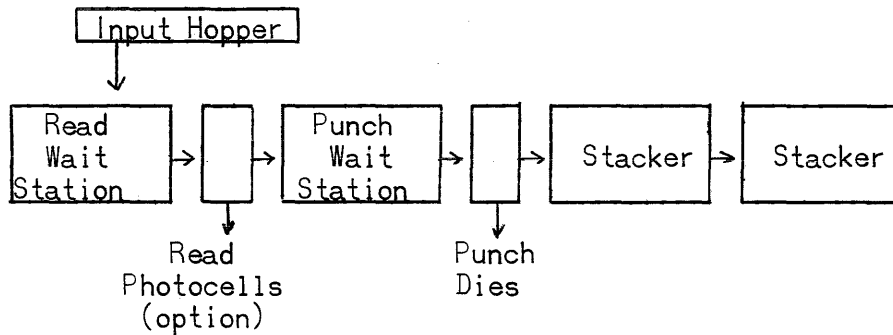 Input Hopper
Read
Wait
Station
Punch
Wait
Station
Stacker
Stacker
Read
Photocells
(option)
Punch
Dies